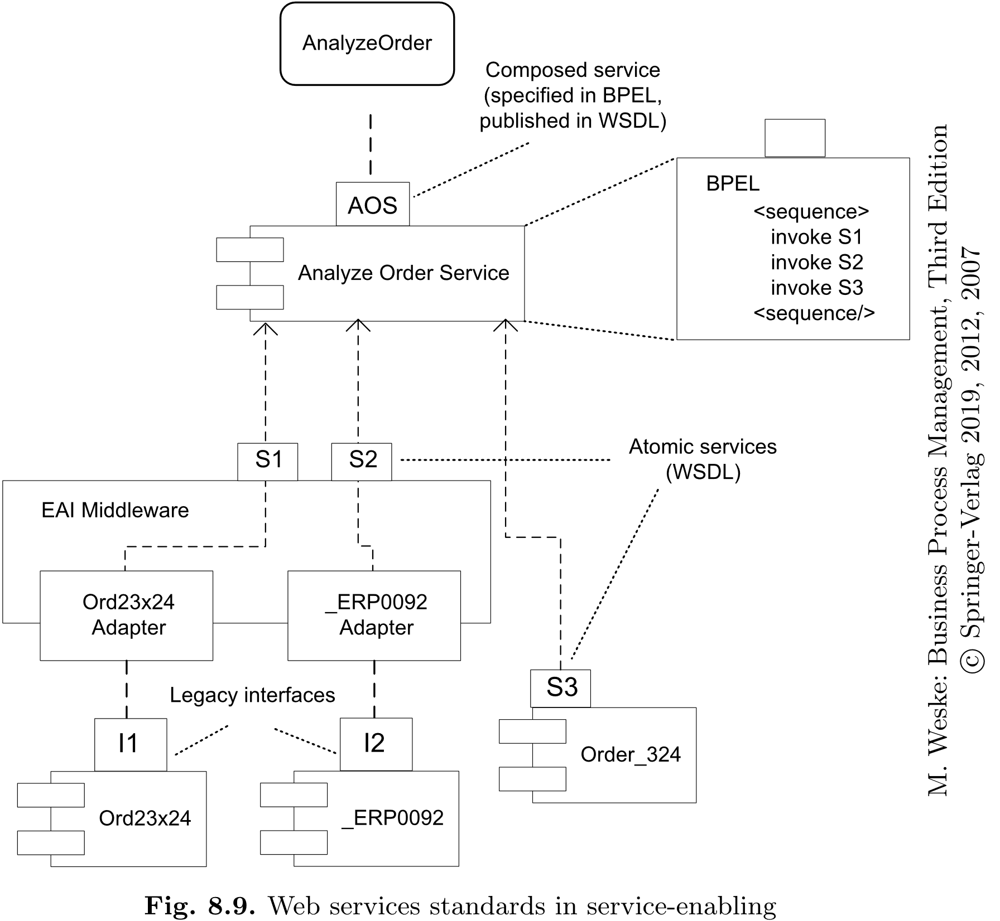 AnalyzeOrder
Composed service
(specified in BPEL,
published in WSDL)
AOS
Analyze Order Service
BPEL
<sequence>
invoke S1
invoke S2
invoke S3
<sequence/>
S1
S2
Atomic services
(WSDL)
EAI Middleware
Ord23x24
Adapter
_ERP0092
Adapter
Legacy interfaces
S3
I1
I2
Order_324
Ord23x24
_ERP0092
M. Weske: Business Process Management, Third Edition
© Springer-Verlag 2019, 2012, 2007
Fig. 8.9. Web services standards in service-enabling